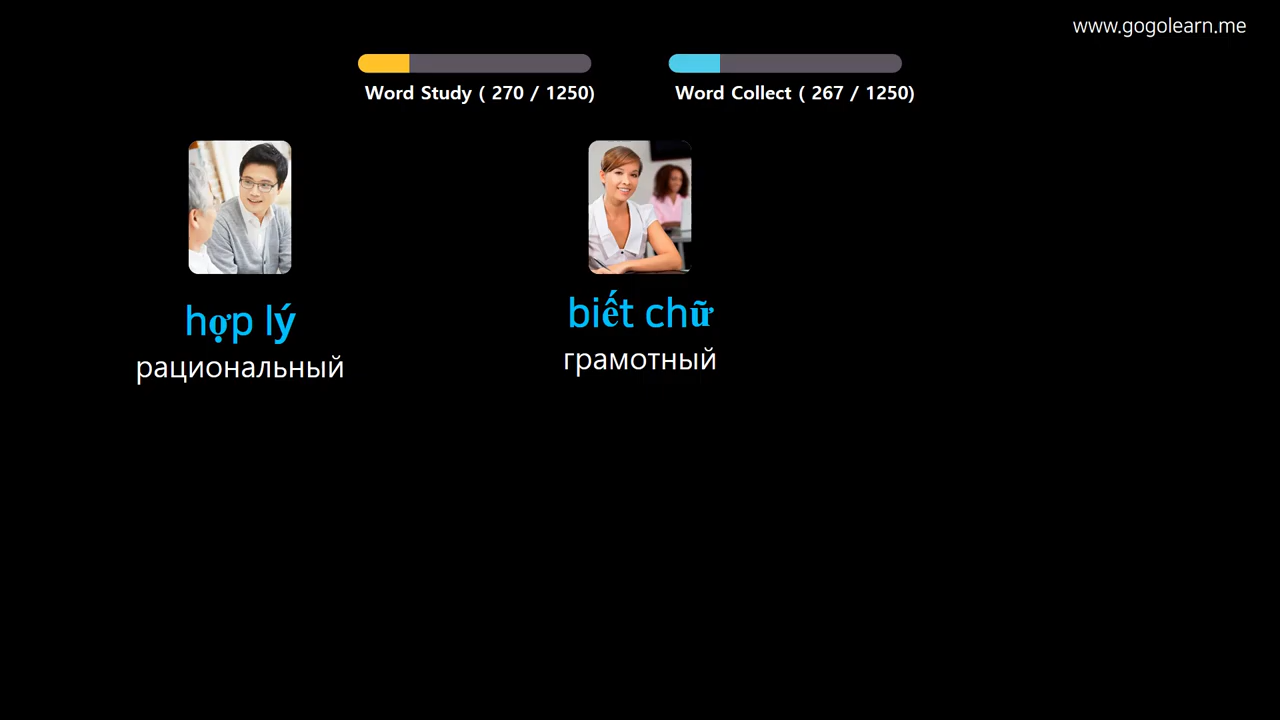 www.gogolearn.me
Word Study ( 270 / 1250)
Word Collect ( 267 / 1250)
hợp lý
рациональный
biết chữ
грамотный